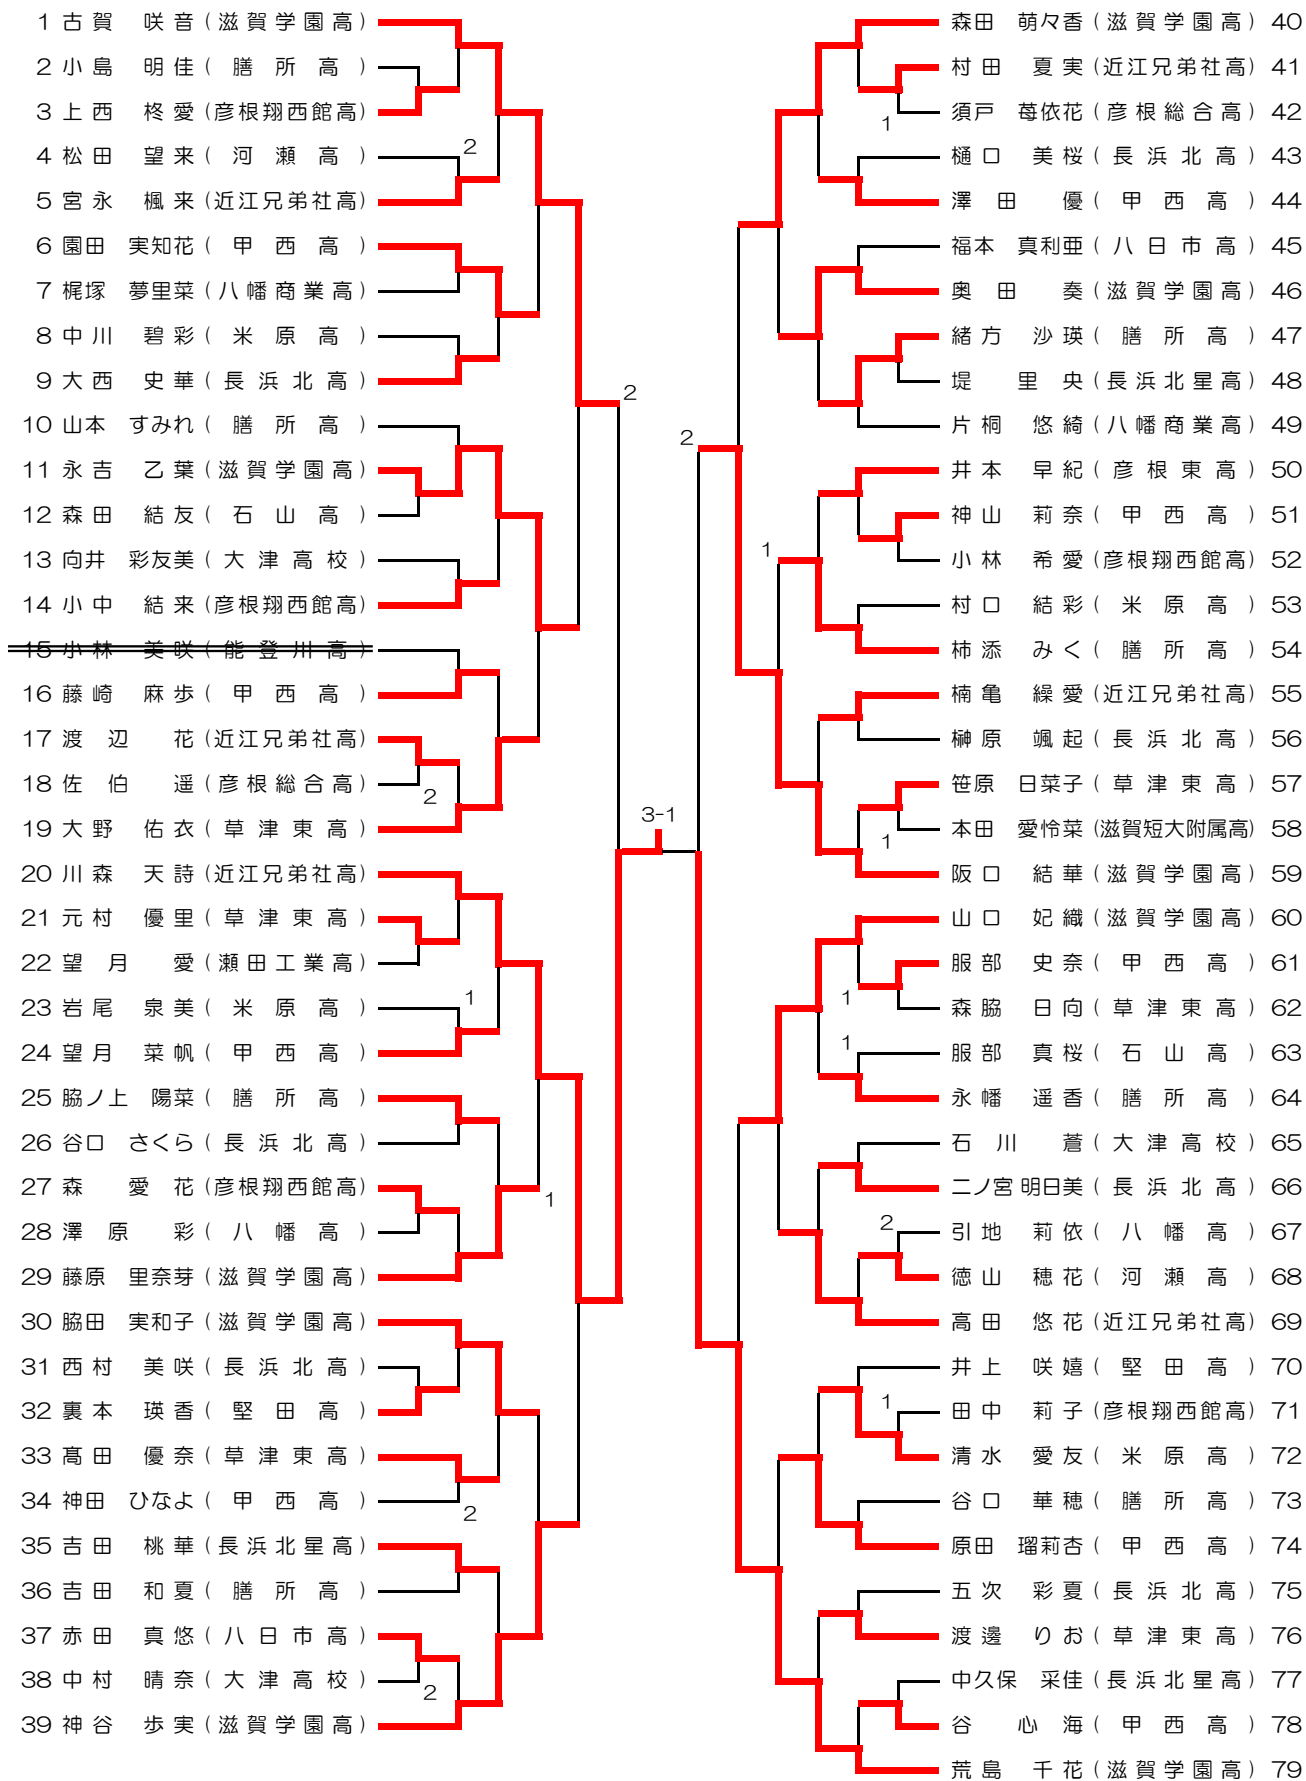 1 古賀 咲音 (滋賀学園高)
2 小島 明佳 (膳所高)
3 上西 柊愛 (彦根翔西館高)
4 松田 望来 (河瀬高)
2
5 宮永 楓来 (近江兄弟社高)
6 園田 実知花 (甲西高)
7 梶塚 夢里菜 (八幡商業高)
8 中川 碧彩 (米原高)
9 大西 史華 (長浜北高)
2
10 山本 すみれ (膳所高)
11 永吉 乙葉 (滋賀学園高)
12 森田 結友 (石山高)
13 向井 彩友美 (大津高校)
14 小中 結来 (彦根翔西館高)
15 小林 美咲 (能登川高)
16 藤崎 麻歩 (甲西高)
17 渡辺 花 (近江兄弟社高)
18 佐伯 遥 (彦根総合高)
2
19 大野 佑衣 (草津東高)
3-1
20 川森 天詩 (近江兄弟社高)
21 元村 優里 (草津東高)
22 望月 愛 (瀬田工業高)
1
23 岩尾 泉美 (米原高)
24 望月 菜帆 (甲西高)
25 脇ノ上 陽菜 (膳所高)
26 谷口 さくら (長浜北高)
27 森 愛花 (彦根翔西館高)
1
28 澤原 彩 (八幡高)
29 藤原 里奈芽 (滋賀学園高)
30 脇田 実和子 (滋賀学園高)
31 西村 美咲 (長浜北高)
32 裏本 瑛香 (堅田高)
33 髙田 優奈 (草津東高)
34 神田 ひなよ (甲西高)
2
35 吉田 桃華 (長浜北星高)
36 吉田 和夏 (膳所高)
37 赤田 真悠 (八日市高)
38 中村 晴奈 (大津高校)
2
39 神谷 歩実 (滋賀学園高)
森田 萌々香 (滋賀学園高) 40
村田 夏実 (近江兄弟社高) 41
須戸 苺依花 (彦根総合高) 42
1
樋口 美桜 (長浜北高) 43
澤田 優 (甲西高) 44
福本 真利亜 (八日市高) 45
奥田 奏 (滋賀学園高) 46
緒方 沙瑛 (膳所高) 47
堤 里央 (長浜北星高) 48
片桐 悠綺 (八幡商業高) 49
2
井本 早紀 (彦根東高) 50
神山 莉奈 (甲西高) 51
1
小林 希愛 (彦根翔西館高) 52
村口 結彩 (米原高) 53
柿添 みく (膳所高) 54
楠亀 繰愛 (近江兄弟社高) 55
榊原 颯起 (長浜北高) 56
笹原 日菜子 (草津東高) 57
本田 愛怜菜 (滋賀短大附属高) 58
1
阪口 結華 (滋賀学園高) 59
山口 妃織 (滋賀学園高) 60
服部 史奈 (甲西高) 61
1
森脇 日向 (草津東高) 62
1
服部 真桜 (石山高) 63
永幡 遥香 (膳所高) 64
石川 蒼 (大津高校) 65
二ノ宮 明日美 (長浜北高) 66
2
引地 莉依 (八幡高) 67
徳山 穂花 (河瀬高) 68
高田 悠花 (近江兄弟社高) 69
井上 咲嬉 (堅田高) 70
1
田中 莉子 (彦根翔西館高) 71
清水 愛友 (米原高) 72
谷口 華穂 (膳所高) 73
原田 瑠莉杏 (甲西高) 74
五次 彩夏 (長浜北高) 75
渡邊 りお (草津東高) 76
中久保 采佳 (長浜北星高) 77
谷 心海 (甲西高) 78
荒島 千花 (滋賀学園高) 79